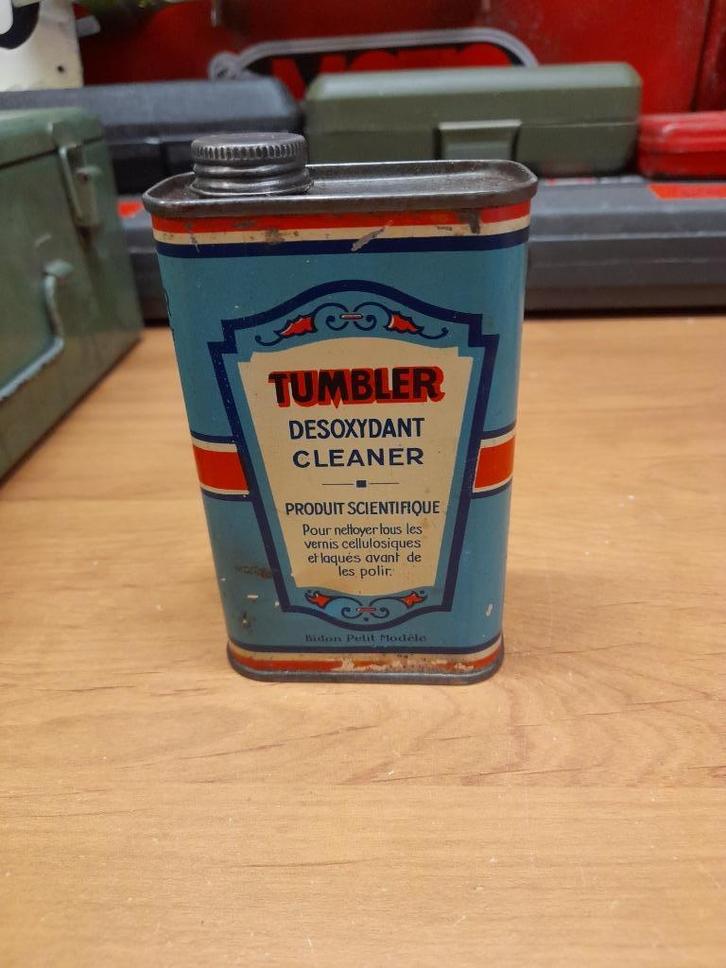 TUMBLER
DESOXYDANT
CLEANER
PRODUIT SCIENTIFIQUE
Pour nettoyer tous les
vernis cellulosiques
et laqués avant de
les polir.
Bidon Petit Modèle